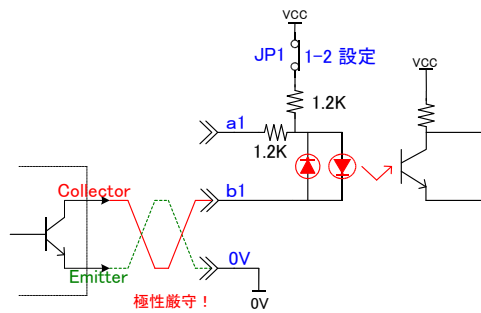 VCC
JP1 1-2 設定
VCC
1.2K
a1
1.2K
Collector
b1
0V
Emitter
極性厳守！
0V